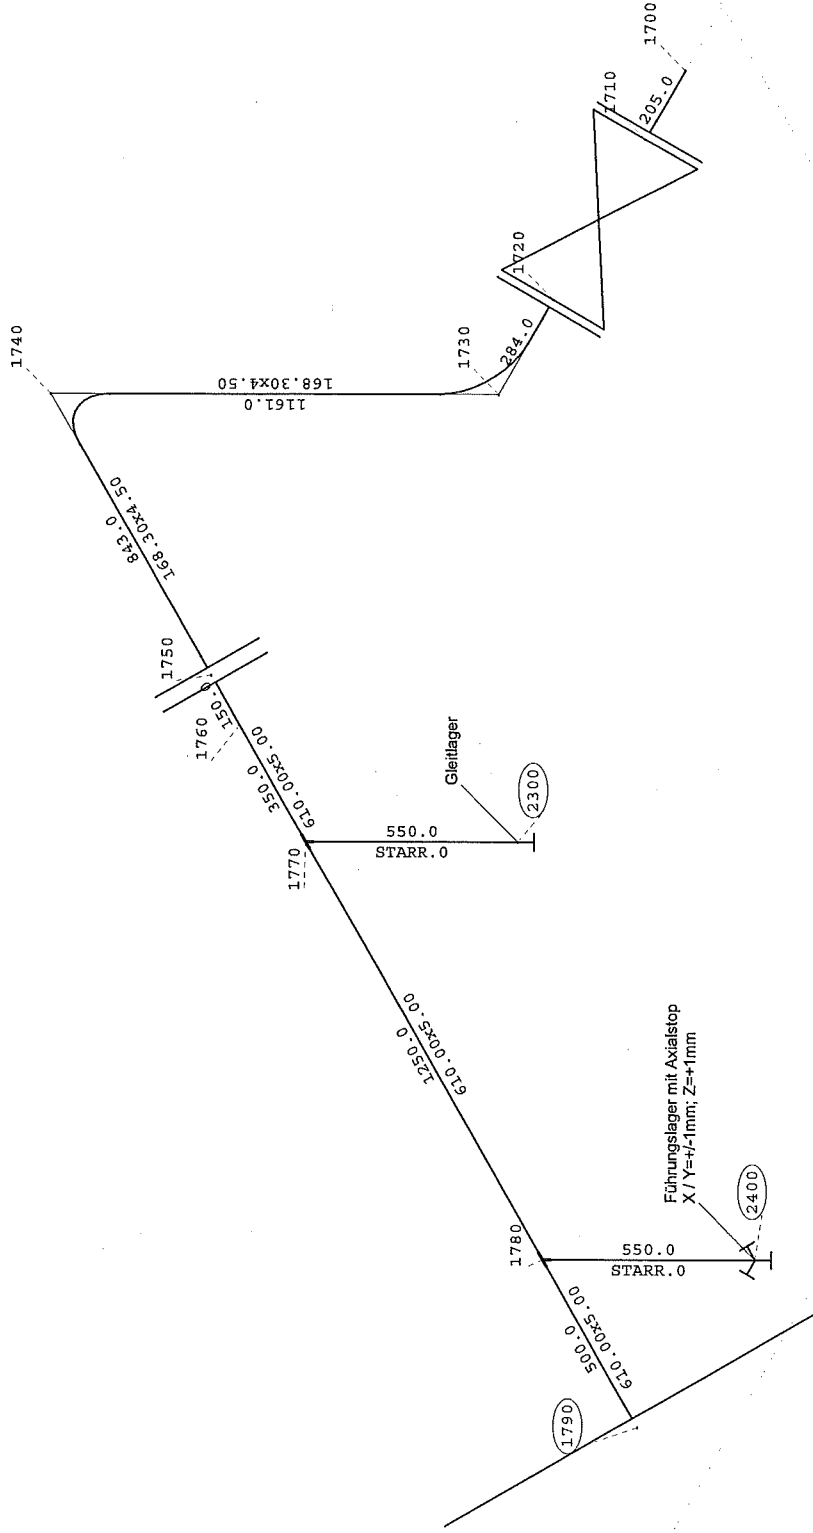 1700
205.0
1710
1720
284.0
1730
168.30x4.50
1161.0
1740
843.0
168.30x4.50
1750
150.0
1760
350.0
610.00x5.00
1770
550.0
STARR.0
Gleitlager
2300
1250.0
610.00x5.00
1780
550.0
STARR.0
Führungslager mit Axialstop
X / Y=+/-1mm; Z=+1mm
2400
500.0
610.00x5.00
1790